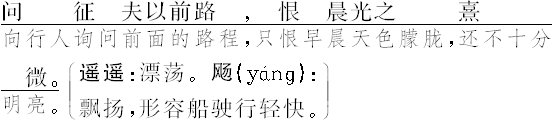 问 征 夫以前路 ，恨 晨光之 熹
向行人询问前面的路程，只恨早晨天色朦胧，还不十分
微。
明亮。
遥遥：漂荡。飏(yáng)：
飘扬，形容船驶行轻快。